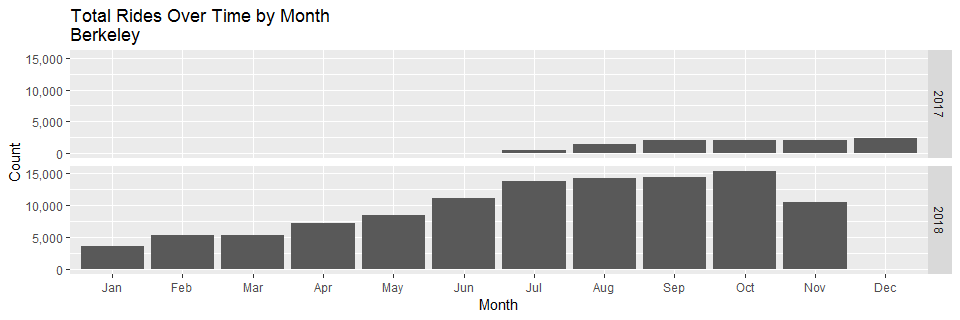 Total Rides Over Time by Month
Berkeley
15,000
10,000
5,000
0
2017
Count
15,000
10,000
5,000
0
2018
Jan Feb Mar Apr May Jun Jul Aug Sep Oct Nov Dec
Month